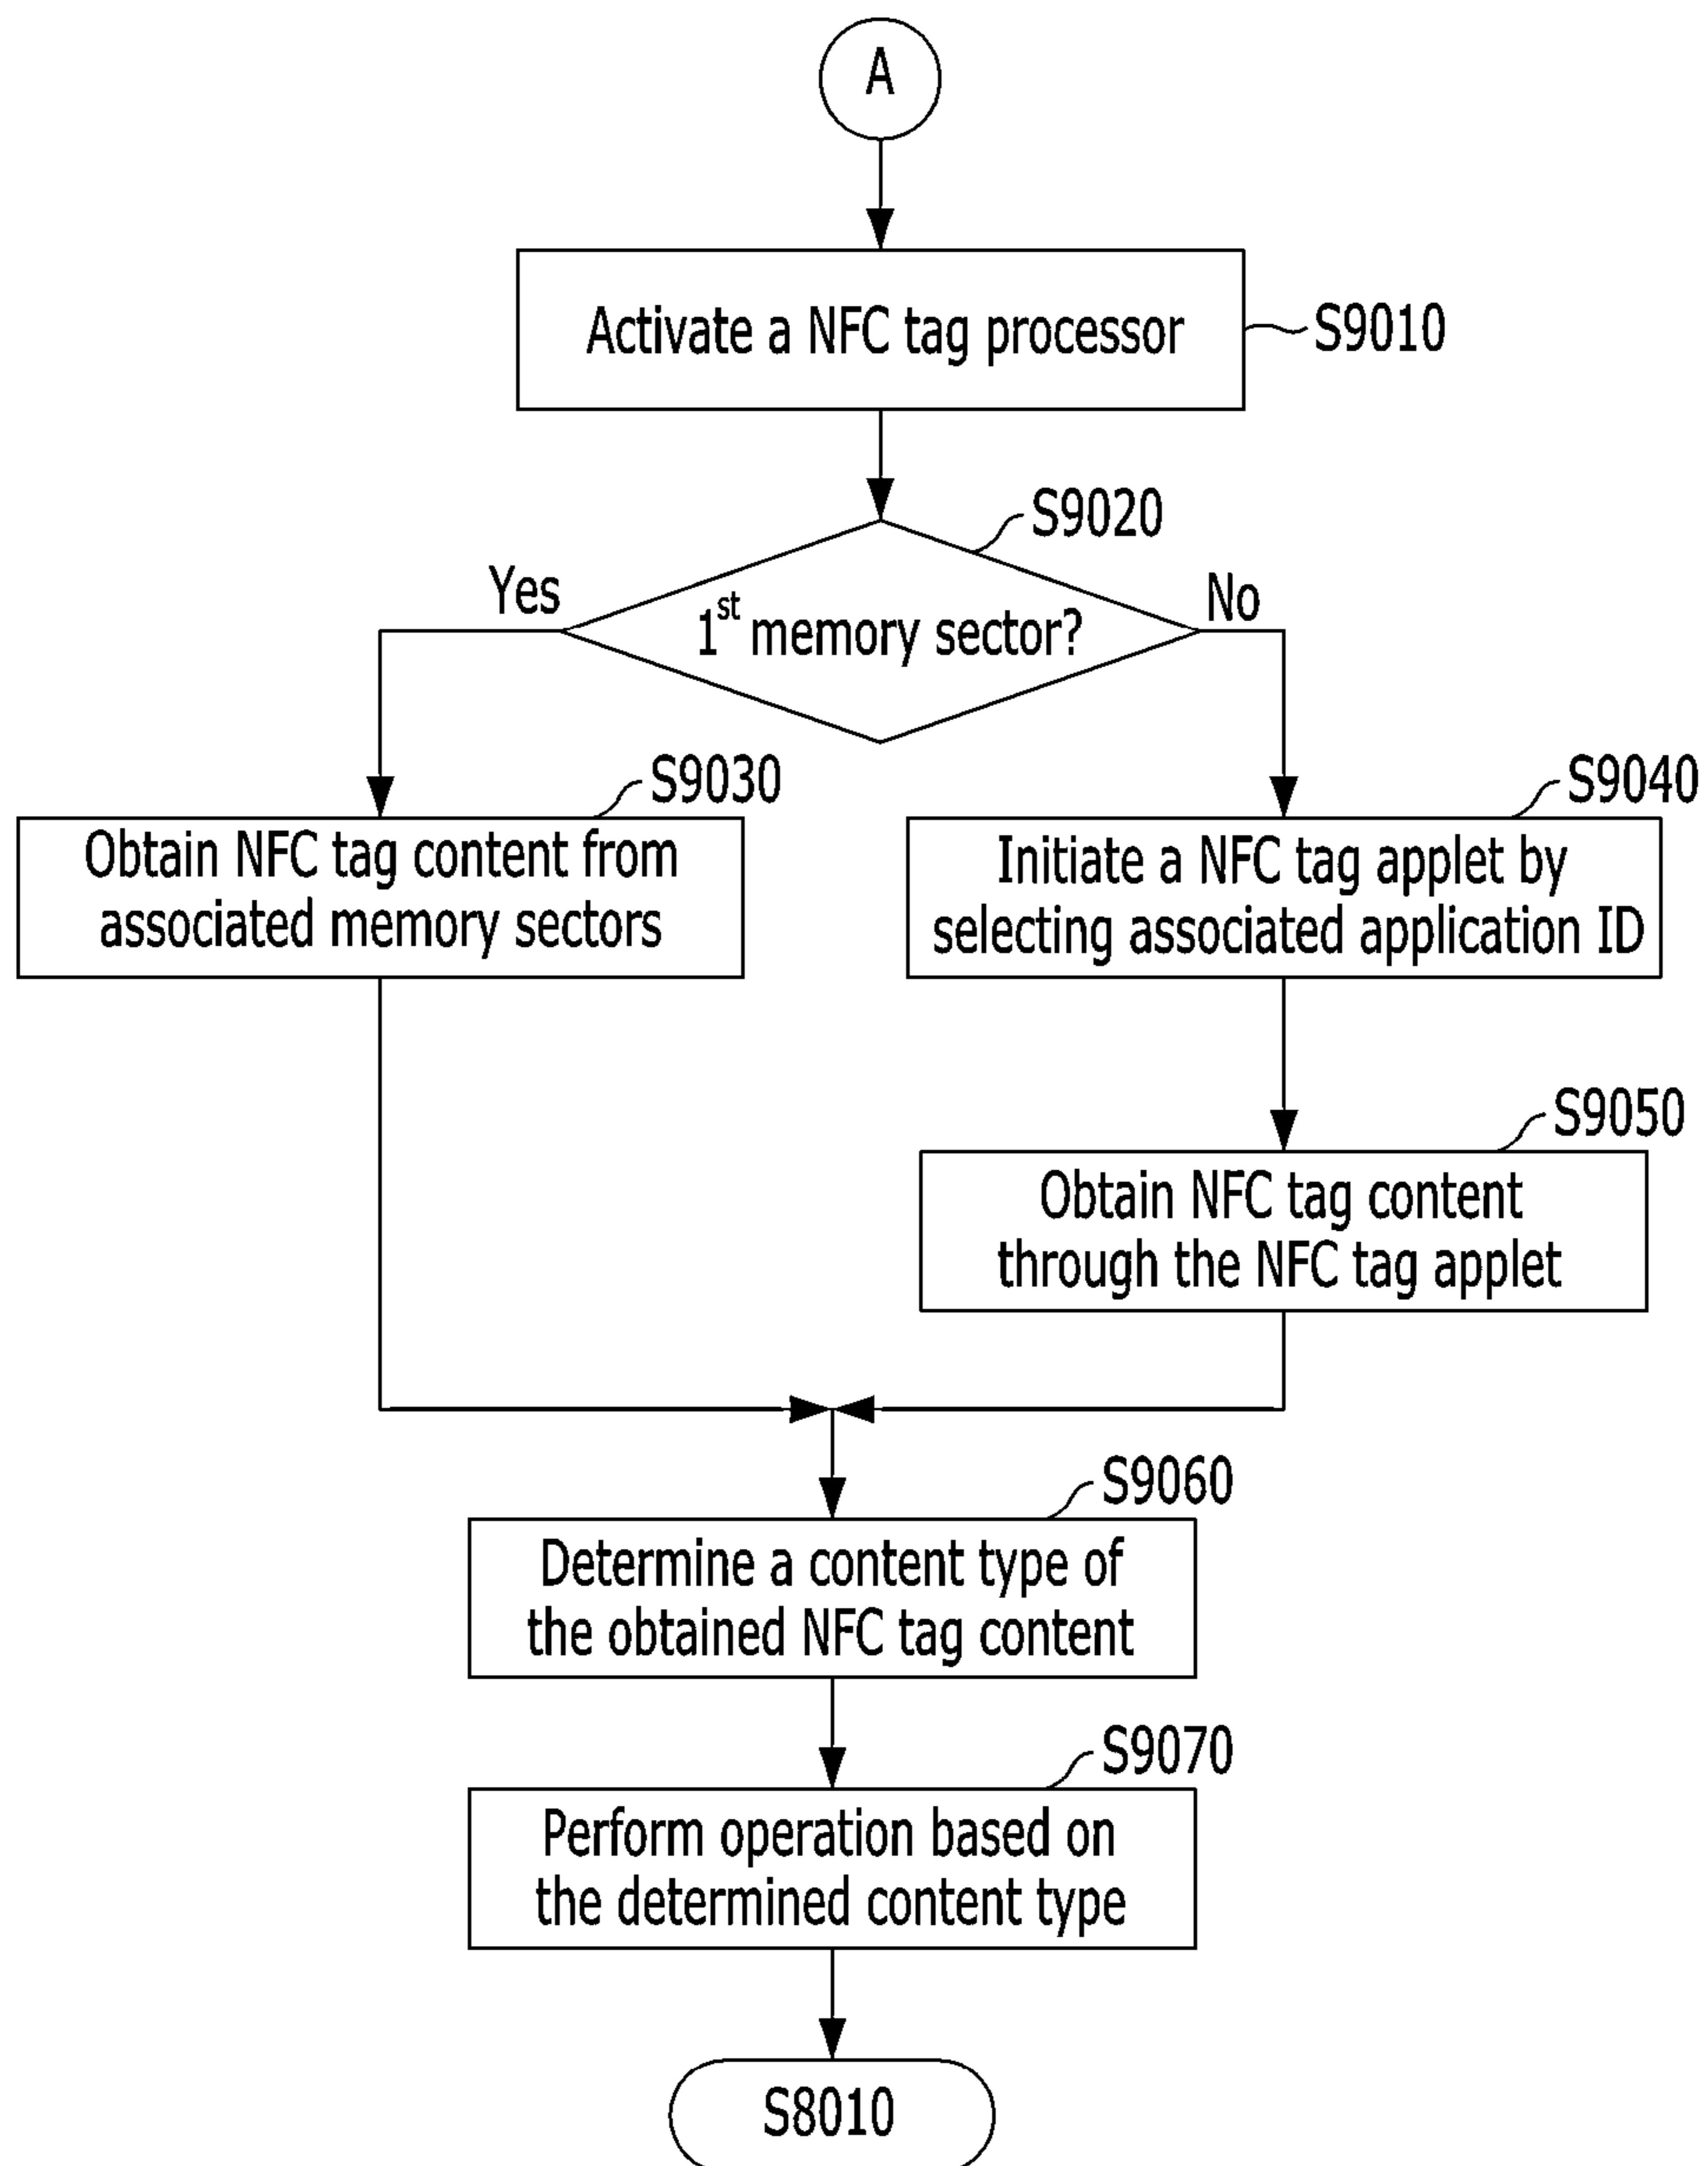 A
Activate a NFC tag processor
S9010
S9020
Yes
1st memory sector?
No
S9030
Obtain NFC tag content from
associated memory sectors
S9040
Initiate a NFC tag applet by
selecting associated application ID
S9050
Obtain NFC tag content
through the NFC tag applet
S9060
Determine a content type of
the obtained NFC tag content
S9070
Perform operation based on
the determined content type
S8010